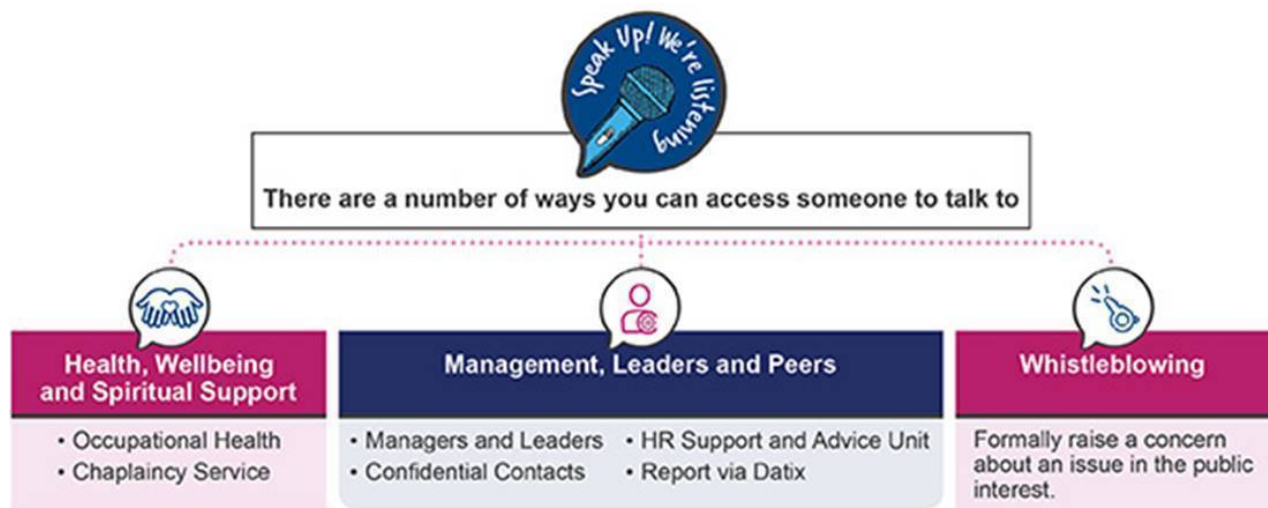 Speak Up! We're listening
There are a number of ways you can access someone to talk to
Health, Wellbeing
and Spiritual Support
• Occupational Health
• Chaplaincy Service
Management, Leaders and Peers
• Managers and Leaders
• Confidential Contacts
• HR Support and Advice Unit
• Report via Datix
Whistleblowing
Formally raise a concern
about an issue in the public
interest.